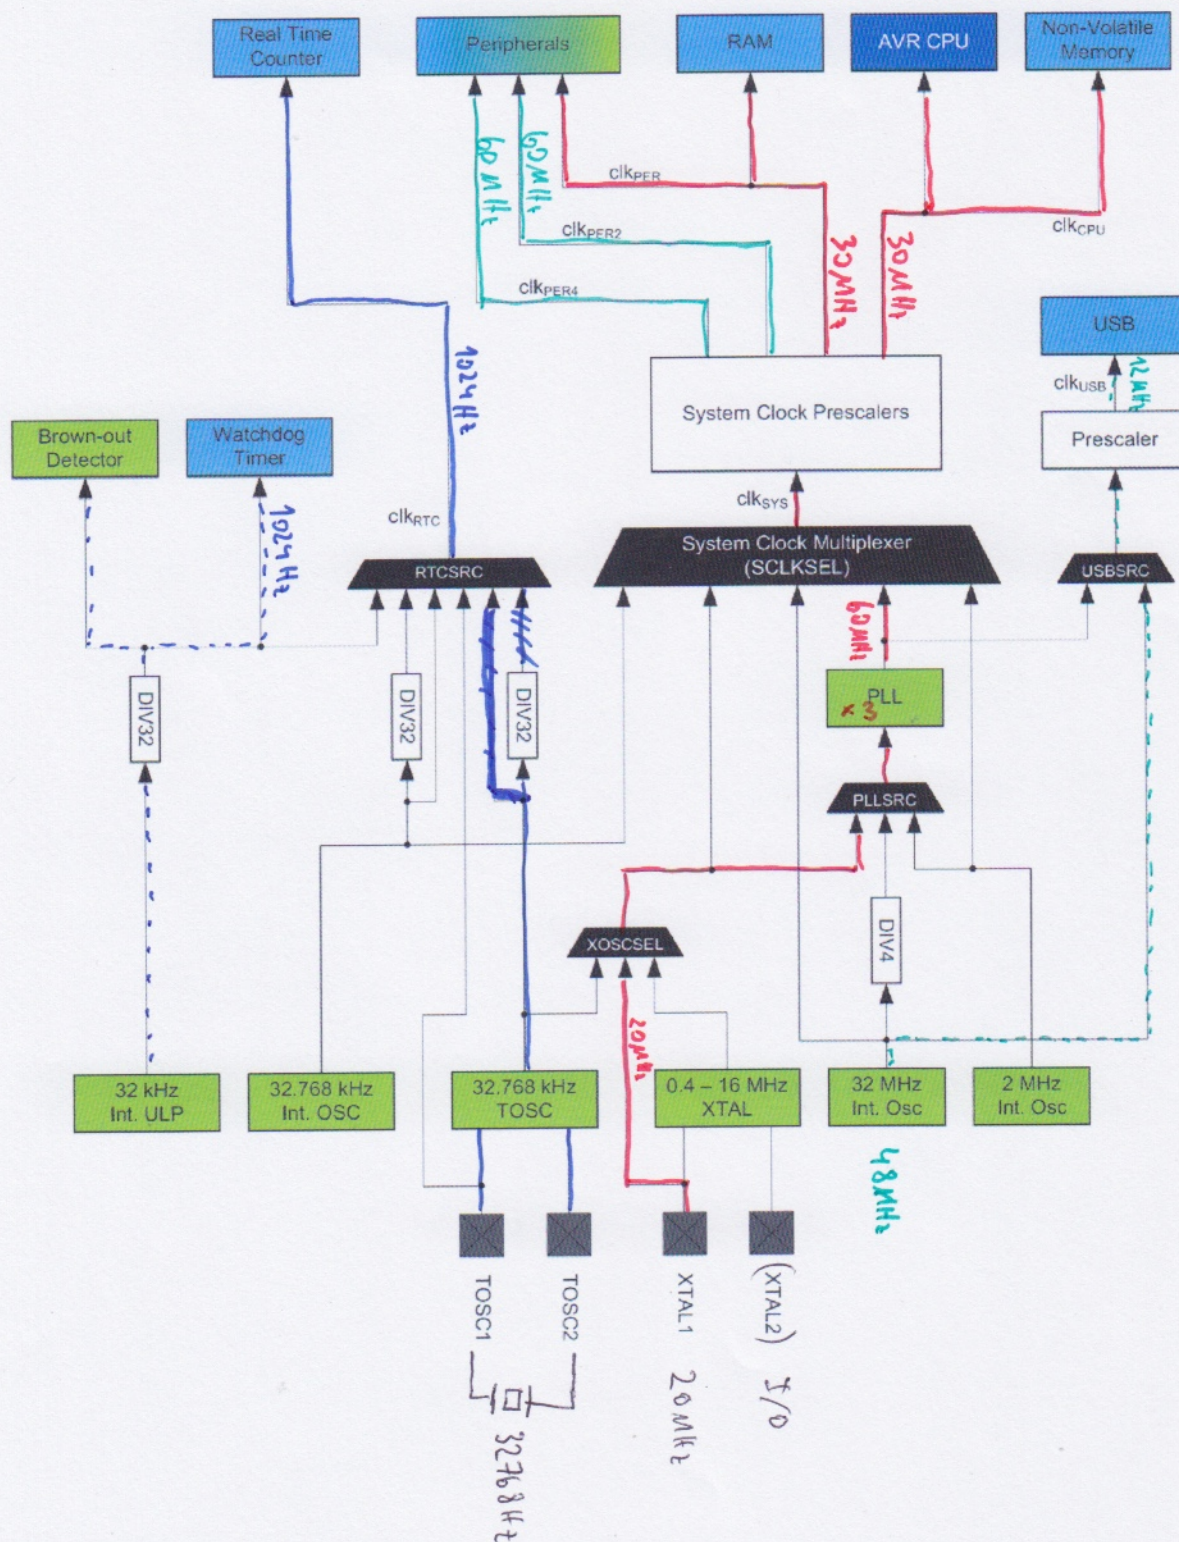 Real Time
Counter
Peripherals
RAM
AVR CPU
Non-Volatile
Memory
60MHz
60MHz
clkPER
clkPER2
clkCPU
clkPER4
30MHz
30MHz
USB
clkUSB
12MHz
1024Hz
System Clock Prescalers
Prescaler
Brown-out
Detector
Watchdog
Timer
1024Hz
clkRTC
clkSYS
System Clock Multiplexer
(SCLKSEL)
RTCSRC
USBSRC
60MHz
DIV32
DIV32
DIV32
PLL
x 3
PLLSRC
DIV4
XOSCSEL
20MHz
32 kHz
Int. ULP
32.768 kHz
Int. OSC
32.768 kHz
TOSC
0.4 – 16 MHz
XTAL
32 MHz
Int. Osc
2 MHz
Int. Osc
48MHz
TOSC1
TOSC2
XTAL1
(XTAL2)
20MHz
I/O
32768Hz